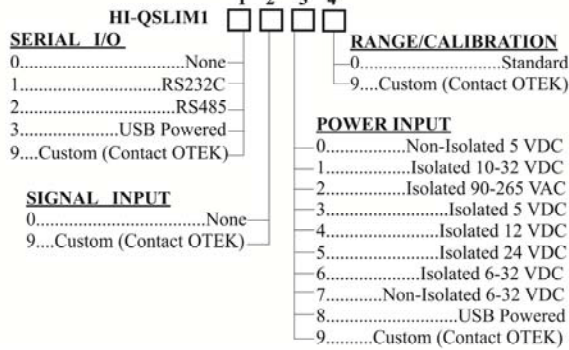 1 2 3 4
HI-QSLIM1
SERIAL I/O
0......................None
1...................RS232C
2......................RS485
3................USB Powered
9....Custom (Contact OTEK)
SIGNAL INPUT
0............................None
9....Custom (Contact OTEK)
RANGE/CALIBRATION
0.......................Standard
9....Custom (Contact OTEK)
POWER INPUT
0................Non-Isolated 5 VDC
1.................Isolated 10-32 VDC
2...............Isolated 90-265 VAC
3.......................Isolated 5 VDC
4.....................Isolated 12 VDC
5.....................Isolated 24 VDC
6...................Isolated 6-32 VDC
7...........Non-Isolated 6-32 VDC
8.........................USB Powered
9..........Custom (Contact OTEK)